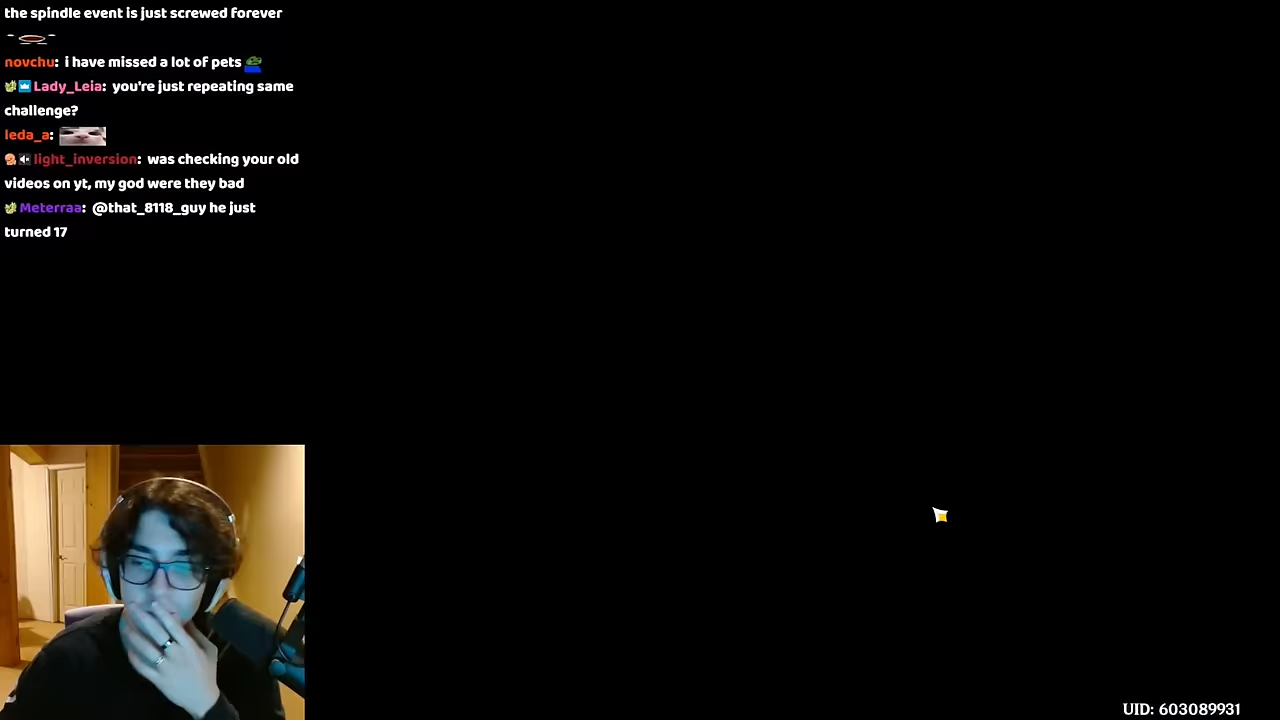 the spindle event is just screwed forever
novchu: i have missed a lot of pets
Lady_Leia: you're just repeating same
challenge?
leda_a:
light_inversion: was checking your old
videos on yt, my god were they bad
Meterraa: @that_8118_guy he just
turned 17
UID: 603089931